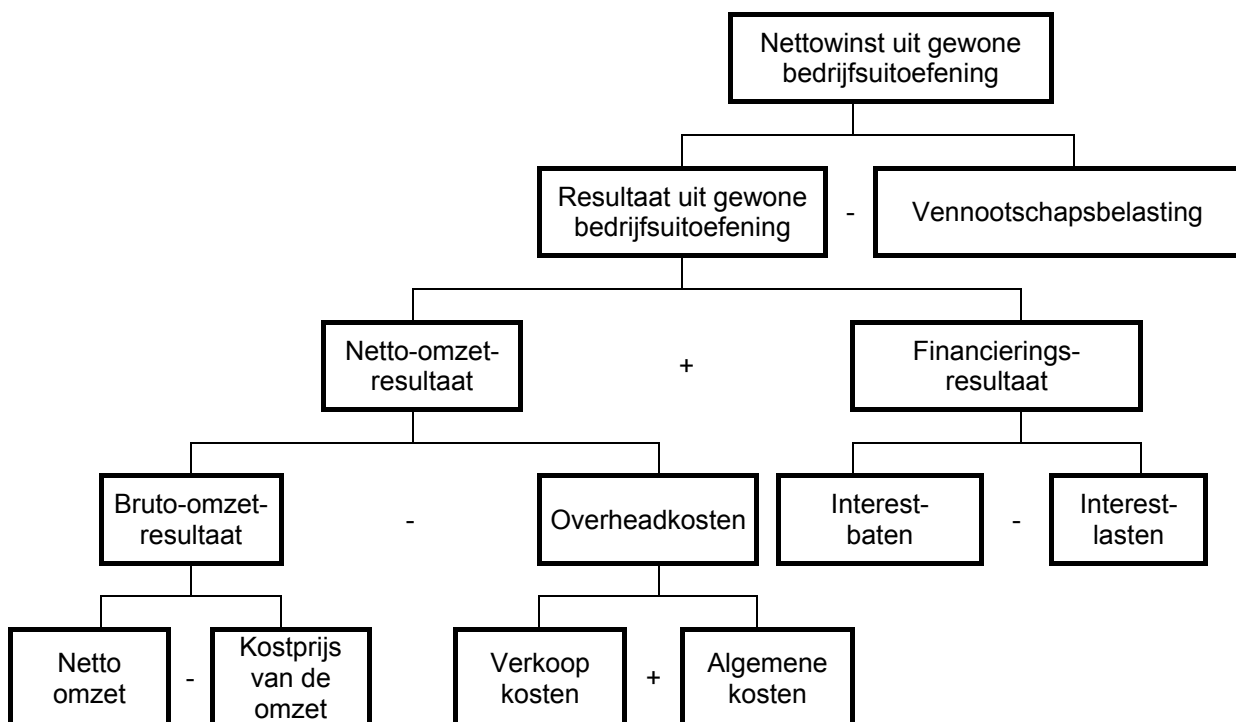 Nettowinst uit gewone
bedrijfsuitoefening
Resultaat uit gewone
bedrijfsuitoefening
-
Vennootschapsbelasting
Netto-omzet-
resultaat
+
Financierings-
resultaat
Bruto-omzet-
resultaat
-
Overheadkosten
Interest-
baten
-
Interest-
lasten
Netto
omzet
-
Kostprijs
van de
omzet
Verkoop
kosten
+
Algemene
kosten